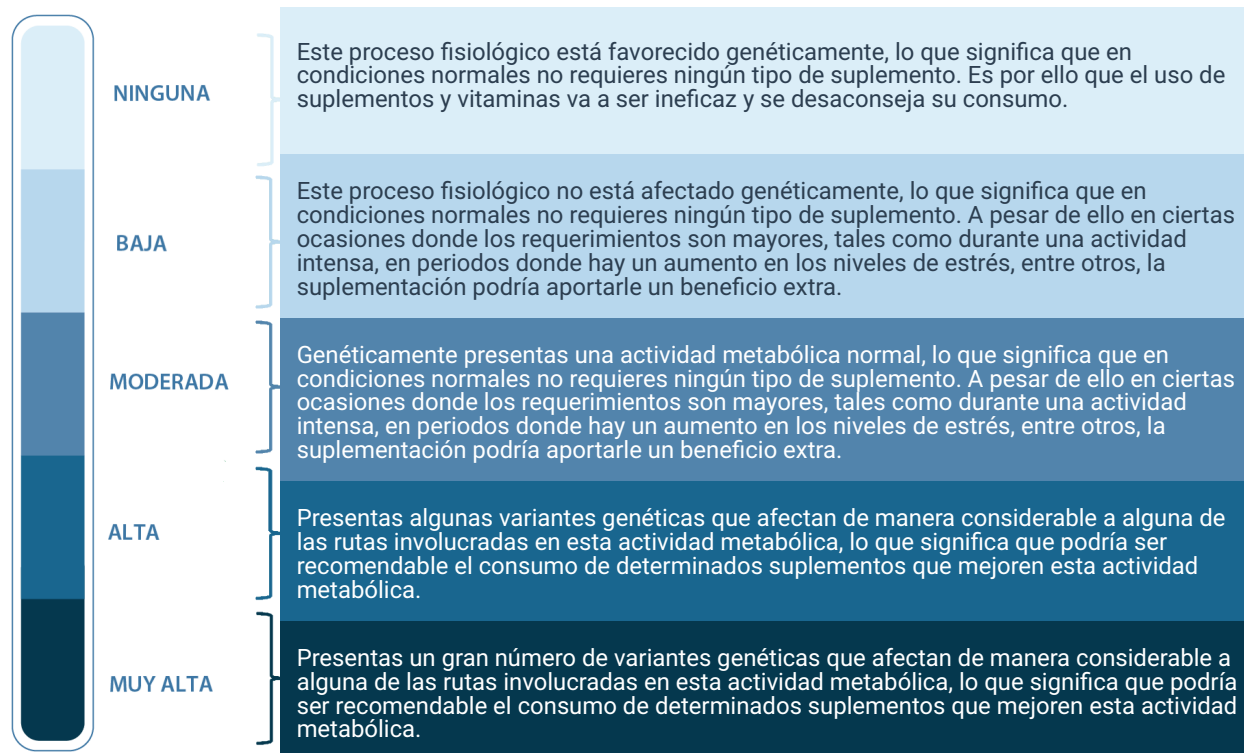 NINGUNA
Este proceso fisiológico está favorecido genéticamente, lo que significa que en
condiciones normales no requieres ningún tipo de suplemento. Es por ello que el uso de
suplementos y vitaminas va a ser ineficaz y se desaconseja su consumo.
BAJA
Este proceso fisiológico no está afectado genéticamente, lo que significa que en
condiciones normales no requieres ningún tipo de suplemento. A pesar de ello en ciertas
ocasiones donde los requerimientos son mayores, tales como durante una actividad
intensa, en periodos donde hay un aumento en los niveles de estrés, entre otros, la
suplementación podría aportarle un beneficio extra.
MODERADA
Genéticamente presentas una actividad metabólica normal, lo que significa que en
condiciones normales no requieres ningún tipo de suplemento. A pesar de ello en ciertas
ocasiones donde los requerimientos son mayores, tales como durante una actividad
intensa, en periodos donde hay un aumento en los niveles de estrés, entre otros, la
suplementación podría aportarle un beneficio extra.
ALTA
Presentas algunas variantes genéticas que afectan de manera considerable a alguna de
las rutas involucradas en esta actividad metabólica, lo que significa que podría ser
recomendable el consumo de determinados suplementos que mejoren esta actividad
metabólica.
MUY ALTA
Presentas un gran número de variantes genéticas que afectan de manera considerable a
alguna de las rutas involucradas en esta actividad metabólica, lo que significa que podría
ser recomendable el consumo de determinados suplementos que mejoren esta actividad
metabólica.